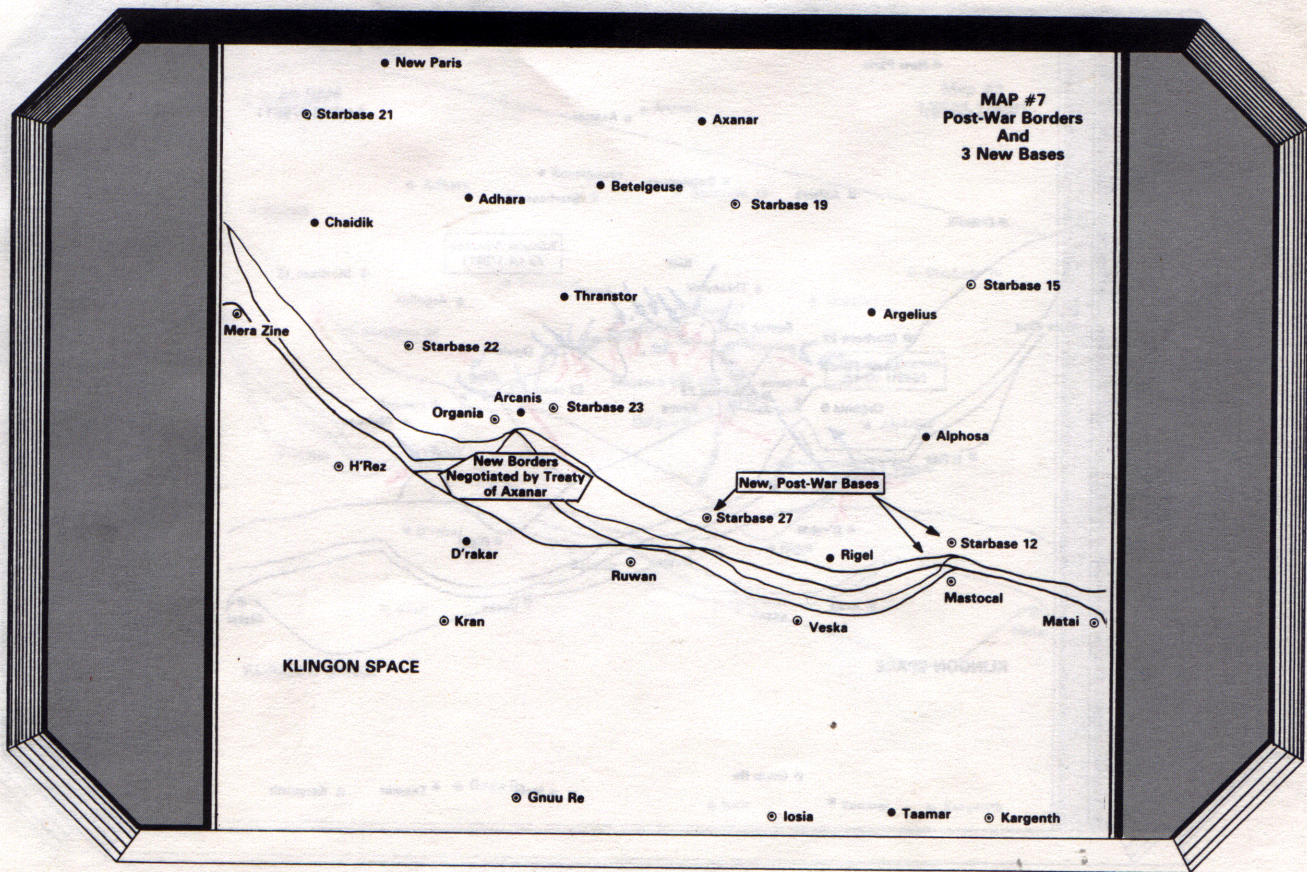 New Paris
MAP #7
Post-War Borders
And
3 New Bases
Starbase 21
Axanar
Betelgeuse
Adhara
Starbase 19
Chaidik
Starbase 15
Thranstor
Argelius
Mera Zine
Starbase 22
Arcanis
Organia
Starbase 23
Alphosa
H'Rez
New Borders
Negotiated by Treaty
of Axanar
New, Post-War Bases
Starbase 27
Starbase 12
D'rakar
Rigel
Ruwan
Mastocal
Kran
Veska
Matai
KLINGON SPACE
Gnuu Re
Iosia
Taamar
Kargenth